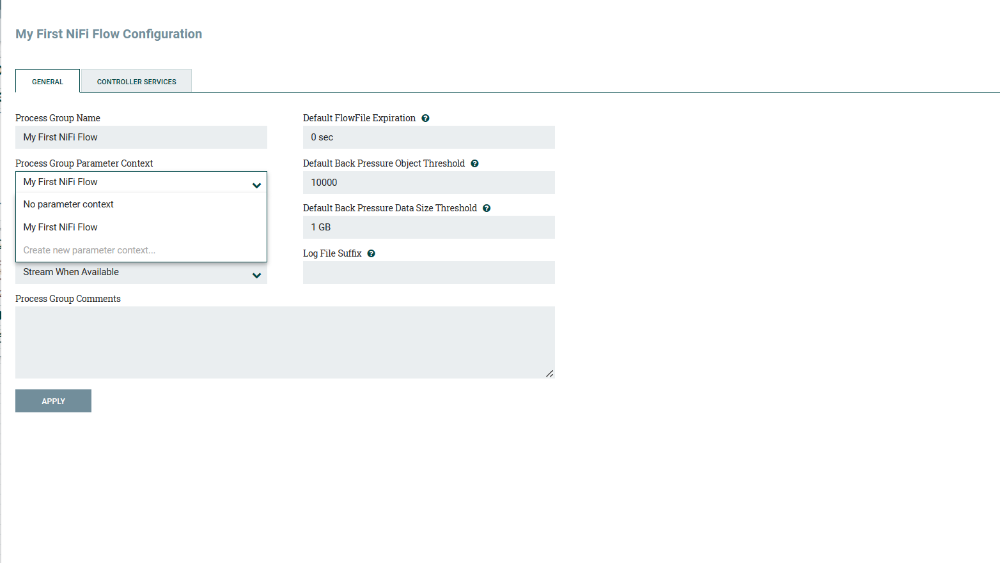 My First NiFi Flow Configuration
GENERAL
CONTROLLER SERVICES
Process Group Name
My First NiFi Flow
Process Group Parameter Context
My First NiFi Flow
No parameter context
My First NiFi Flow
Create new parameter context...
Stream When Available
Default FlowFile Expiration
0 sec
Default Back Pressure Object Threshold
10000
Default Back Pressure Data Size Threshold
1 GB
Log File Suffix
Process Group Comments
APPLY